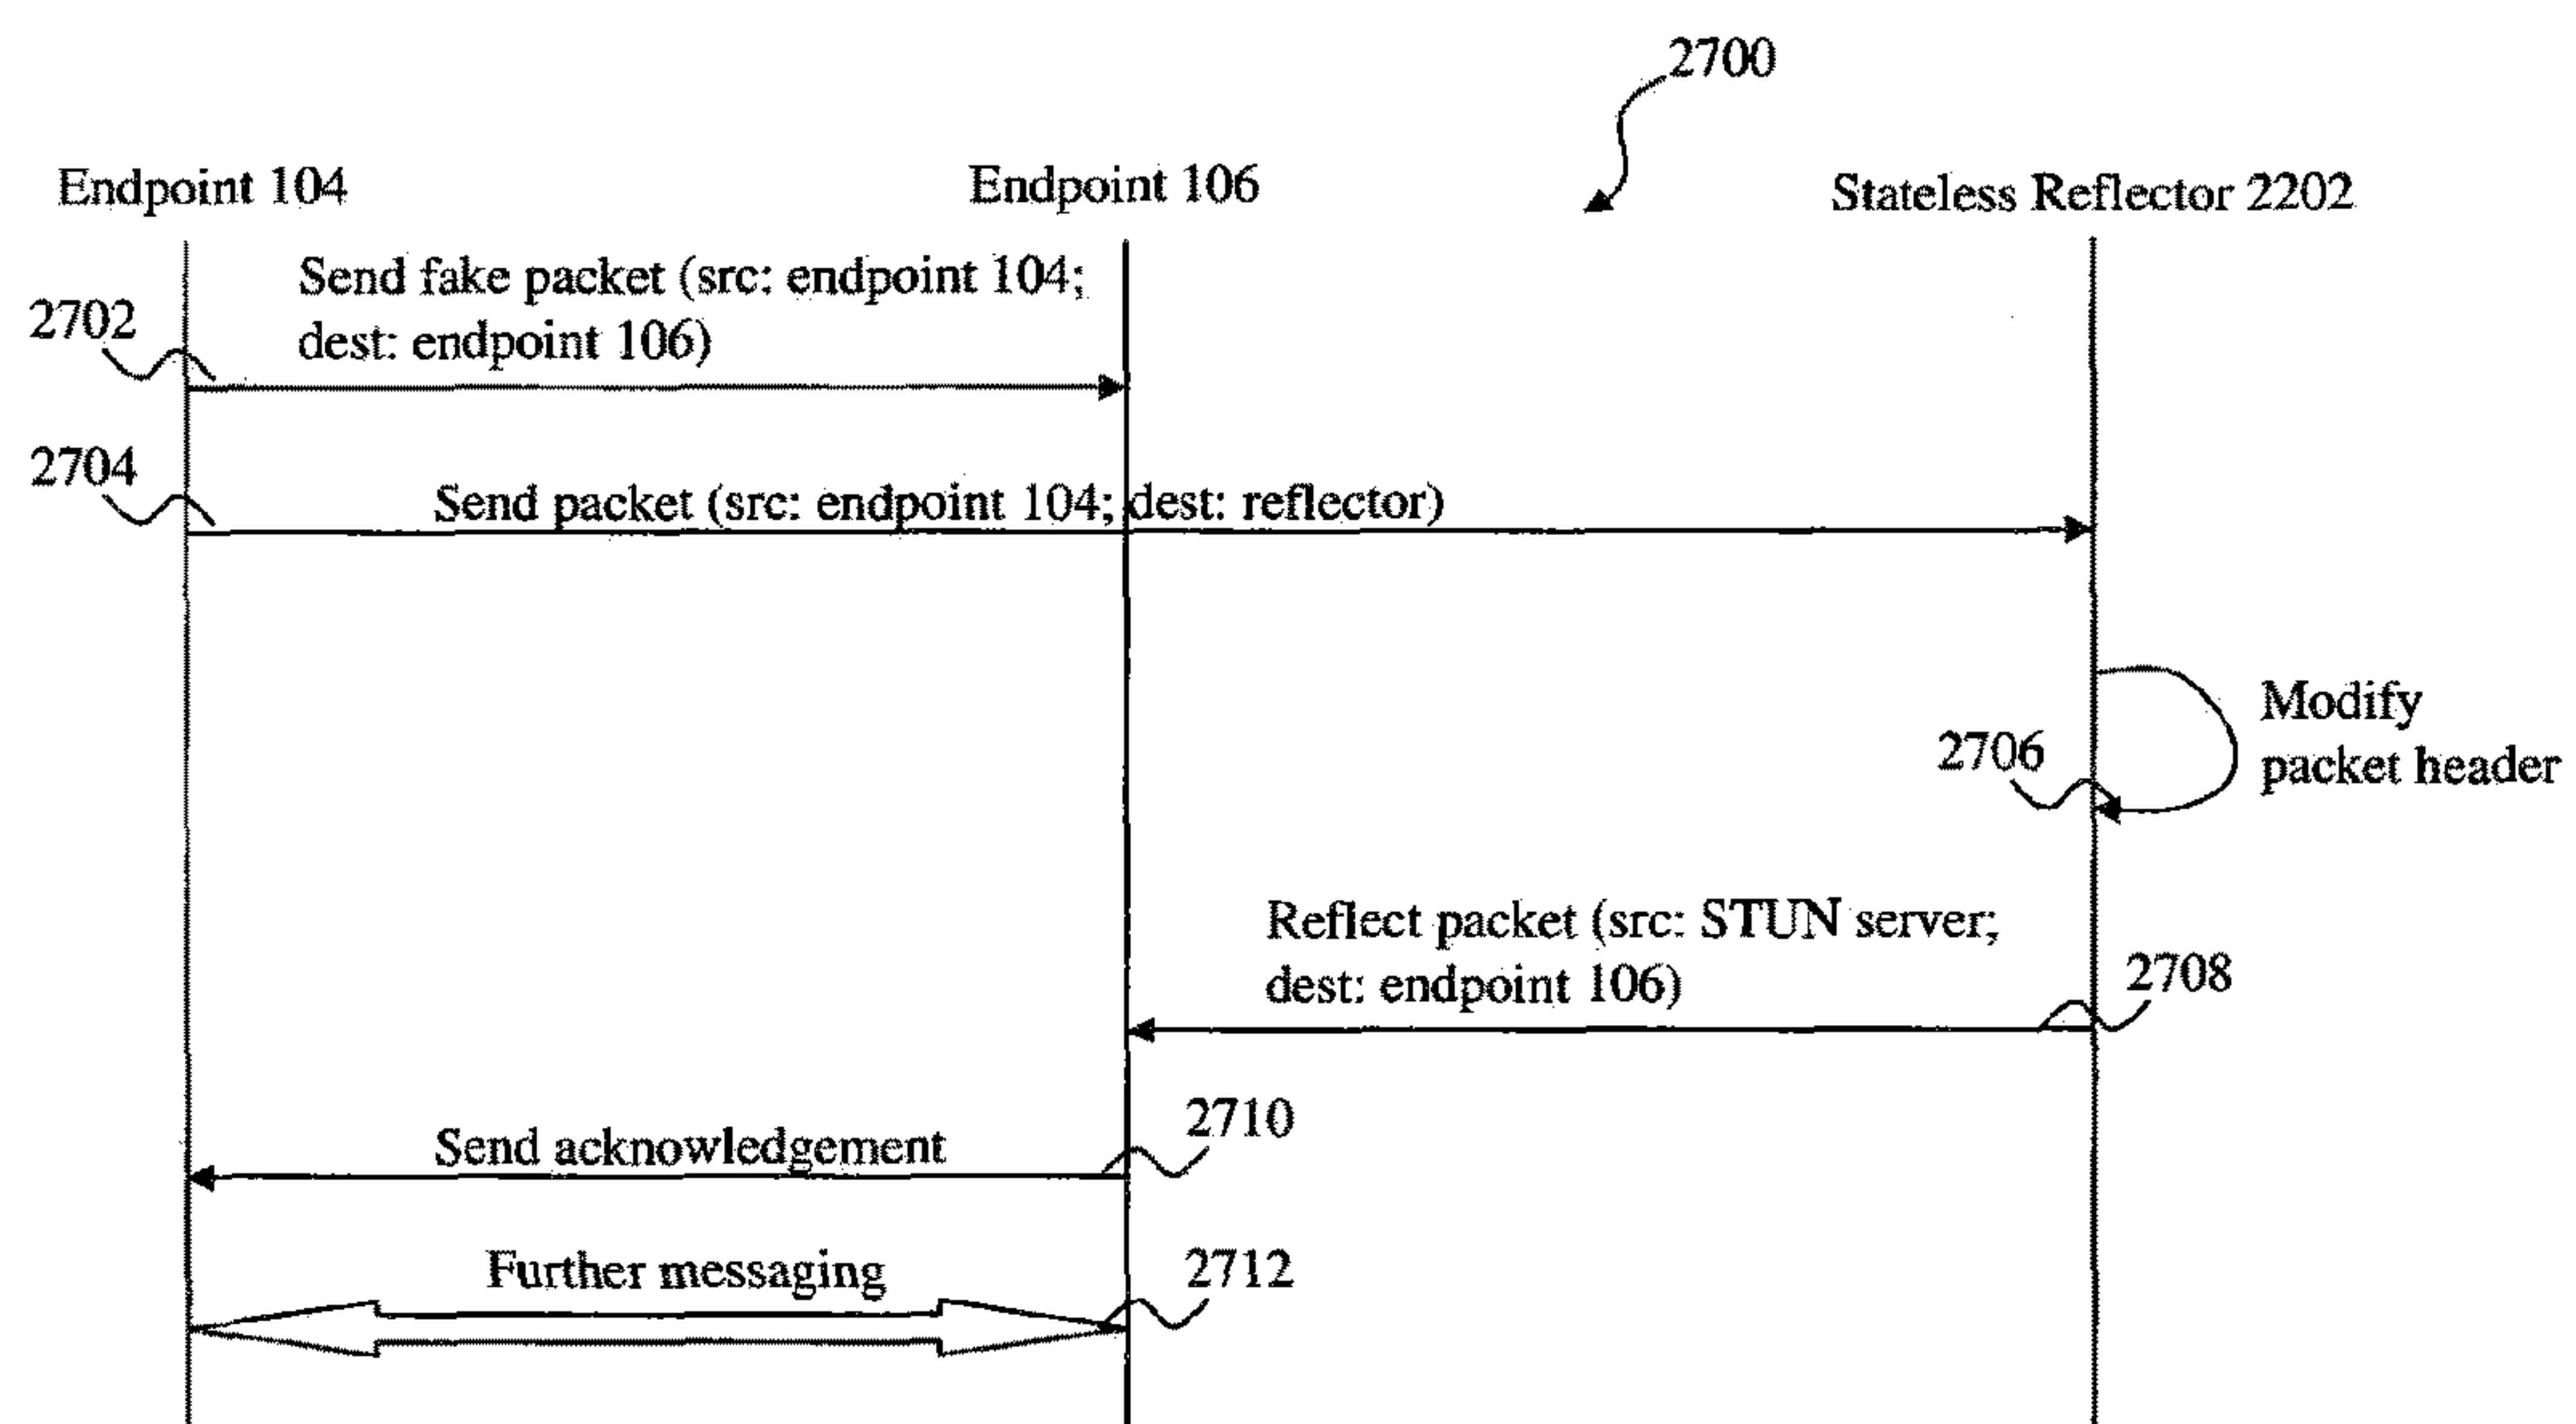 2700
Endpoint 104
Endpoint 106
Stateless Reflector 2202
Send fake packet (src: endpoint 104;
dest: endpoint 106)
2702
2704
Send packet (src: endpoint 104; dest: reflector)
Modify
packet header
2706
Reflect packet (src: STUN server;
dest: endpoint 106)
2708
2710
Send acknowledgement
Further messaging
2712